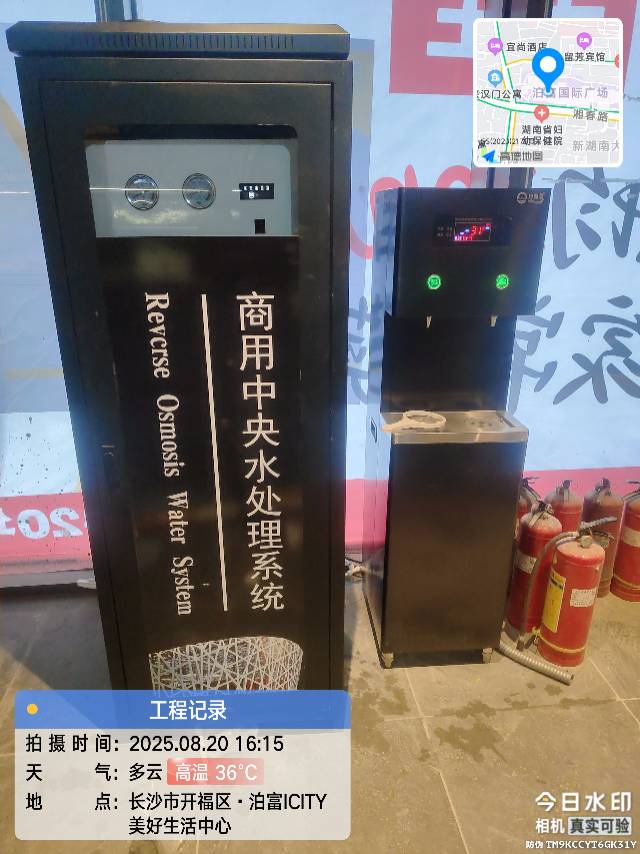 宜尚酒店
留芳宾馆
汉门公寓
泊富国际广场
湘春路
湖南省妇
幼保健院
新湖南大
高德地图
商用中央水处理系统
Reverse Osmosis Water System
工程记录
拍摄时间：2025.08.20 16:15
天气：多云 高温 36°C
地点：长沙市开福区·泊富ICITY
美好生活中心
今日水印
相机 真实可验
防伪 TM9KCCYT6GK31Y